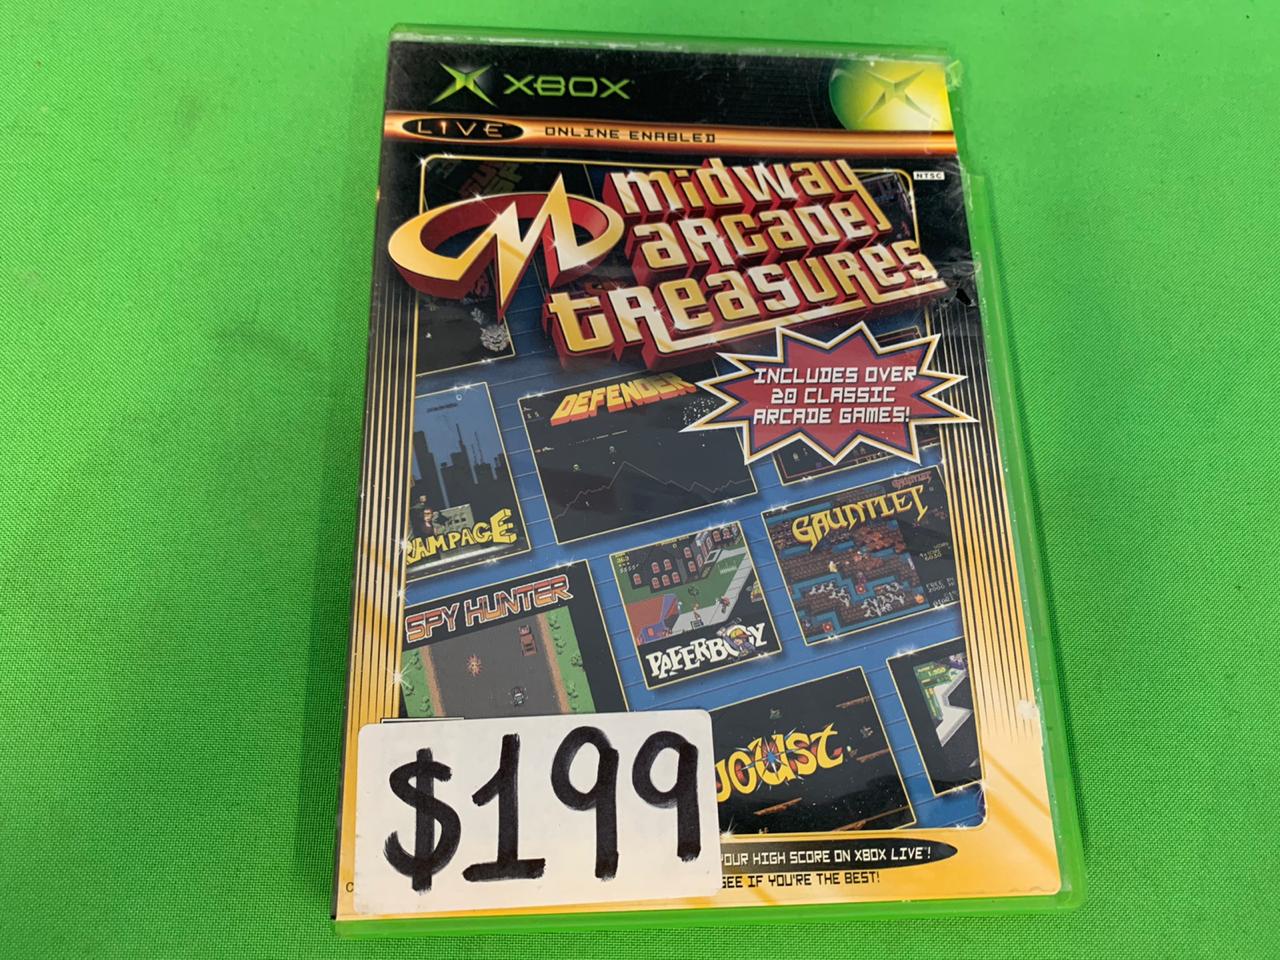 XBOX
LIVE ONLINE ENABLED
NTSC
midway
arcade
treasures
INCLUDES OVER
20 CLASSIC
ARCADE GAMES!
DEFENDER
RAMPAGE
GAUNTLET
SPY HUNTER
PAPERBOY
JOUST
$199
YOUR HIGH SCORE ON XBOX LIVE!
SEE IF YOU'RE THE BEST!